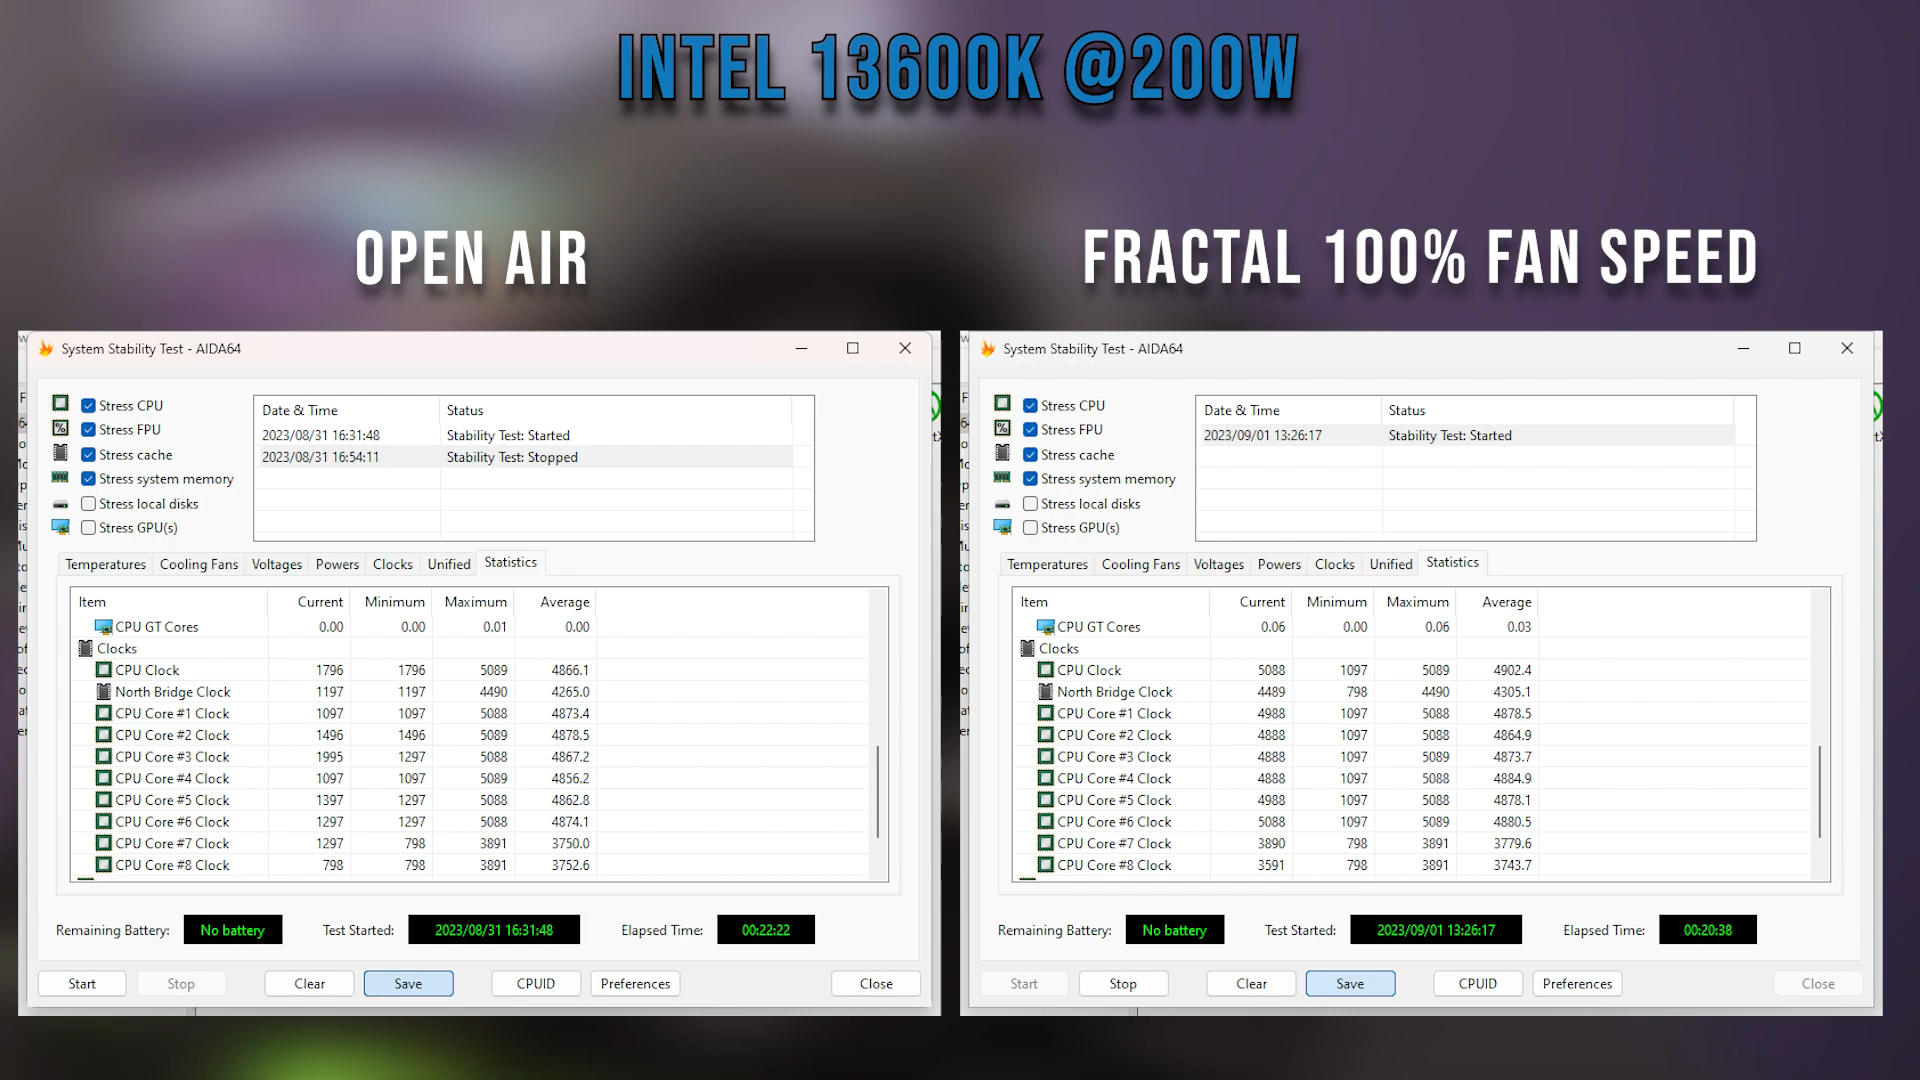 INTEL 13600K @200W
OPEN AIR
System Stability Test - AIDA64
Stress CPU
Stress FPU
Stress cache
Stress system memory
Stress local disks
Stress GPU(s)
Date & Time Status
2023/08/31 16:31:48 Stability Test: Started
2023/08/31 16:54:11 Stability Test: Stopped
Temperatures Cooling Fans Voltages Powers Clocks Unified Statistics
Item Current Minimum Maximum Average
CPU GT Cores 0.00 0.00 0.01 0.00
Clocks
CPU Clock 1796 1796 5089 4866.1
North Bridge Clock 1197 1197 4490 4265.0
CPU Core #1 Clock 1097 1097 5088 4873.4
CPU Core #2 Clock 1496 1496 5089 4878.5
CPU Core #3 Clock 1995 1297 5088 4867.2
CPU Core #4 Clock 1097 1097 5089 4856.2
CPU Core #5 Clock 1397 1297 5088 4862.8
CPU Core #6 Clock 1297 1297 5088 4874.1
CPU Core #7 Clock 1297 798 3891 3750.0
CPU Core #8 Clock 798 798 3891 3752.6
Remaining Battery: No battery Test Started: 2023/08/31 16:31:48 Elapsed Time: 00:22:22
Start Stop Clear Save CPUID Preferences Close
FRACTAL 100% FAN SPEED
System Stability Test - AIDA64
Stress CPU
Stress FPU
Stress cache
Stress system memory
Stress local disks
Stress GPU(s)
Date & Time Status
2023/09/01 13:26:17 Stability Test: Started
Temperatures Cooling Fans Voltages Powers Clocks Unified Statistics
Item Current Minimum Maximum Average
CPU GT Cores 0.06 0.00 0.06 0.03
Clocks
CPU Clock 5088 1097 5089 4902.4
North Bridge Clock 4489 798 4490 4305.1
CPU Core #1 Clock 4988 1097 5088 4878.5
CPU Core #2 Clock 4888 1097 5088 4864.9
CPU Core #3 Clock 4888 1097 5089 4873.7
CPU Core #4 Clock 4888 1097 5088 4884.9
CPU Core #5 Clock 4988 1097 5088 4878.1
CPU Core #6 Clock 5088 1097 5089 4880.5
CPU Core #7 Clock 3890 798 3891 3779.6
CPU Core #8 Clock 3591 798 3891 3743.7
Remaining Battery: No battery Test Started: 2023/09/01 13:26:17 Elapsed Time: 00:20:38
Start Stop Clear Save CPUID Preferences Close